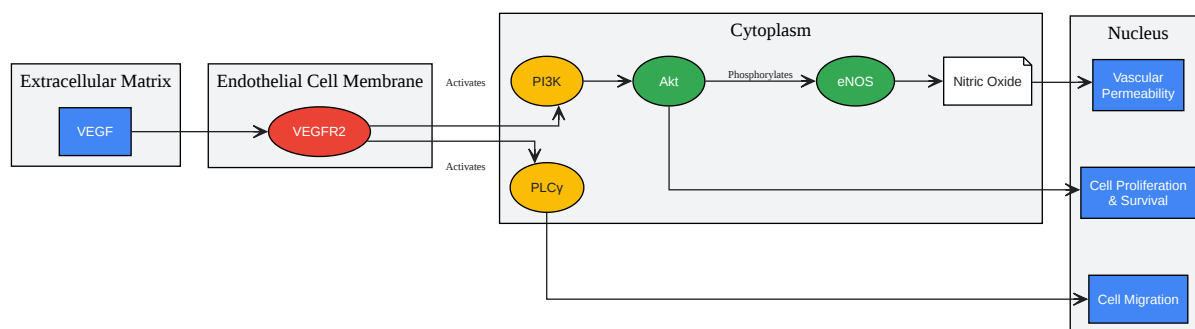 Extracellular Matrix
VEGF
Endothelial Cell Membrane
VEGFR2
Activates
Activates
Cytoplasm
PI3K
Akt
Phosphorylates
eNOS
Nitric Oxide
PLCγ
Nucleus
Vascular
Permeability
Cell Proliferation
& Survival
Cell Migration